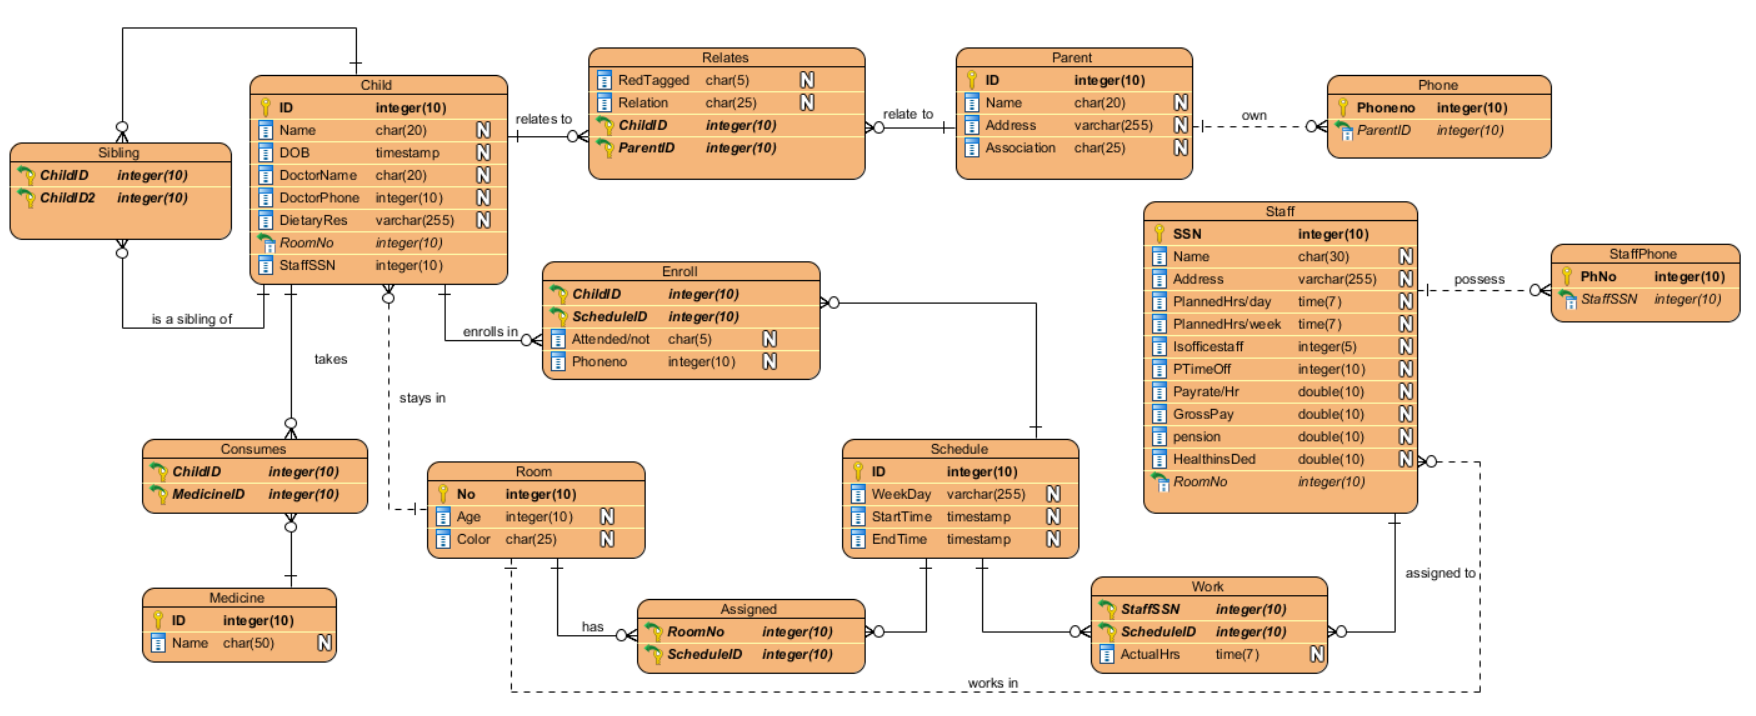 Sibling
ChildID integer(10)
ChildID2 integer(10)
is a sibling of
Child
ID integer(10)
Name char(20) N
DOB timestamp N
DoctorName char(20) N
DoctorPhone integer(10) N
DietaryRes varchar(255) N
RoomNo integer(10)
StaffSSN integer(10)
relates to
Relates
RedTagged char(5) N
Relation char(25) N
ChildID integer(10)
ParentID integer(10)
relate to
Parent
ID integer(10)
Name char(20) N
Address varchar(255) N
Association char(25) N
own
Phone
Phoneno integer(10)
ParentID integer(10)
Staff
SSN integer(10)
Name char(30) N
Address varchar(255) N
PlannedHrs/day time(7) N
PlannedHrs/week time(7) N
Isofficestaff integer(5) N
PTimeOff integer(10) N
Payrate/Hr double(10) N
GrossPay double(10) N
pension double(10) N
HealthinsDed double(10) N
RoomNo integer(10)
possess
StaffPhone
PhNo integer(10)
StaffSSN integer(10)
enrolls in
Enroll
ChildID integer(10)
ScheduleID integer(10)
Attended/not char(5) N
Phoneno integer(10) N
takes
stays in
Consumes
ChildID integer(10)
MedicineID integer(10)
Medicine
ID integer(10)
Name char(50) N
Room
No integer(10)
Age integer(10) N
Color char(25) N
Schedule
ID integer(10)
WeekDay varchar(255) N
StartTime timestamp N
EndTime timestamp N
has
Assigned
RoomNo integer(10)
ScheduleID integer(10)
Work
StaffSSN integer(10)
ScheduleID integer(10)
ActualHrs time(7) N
assigned to
works in